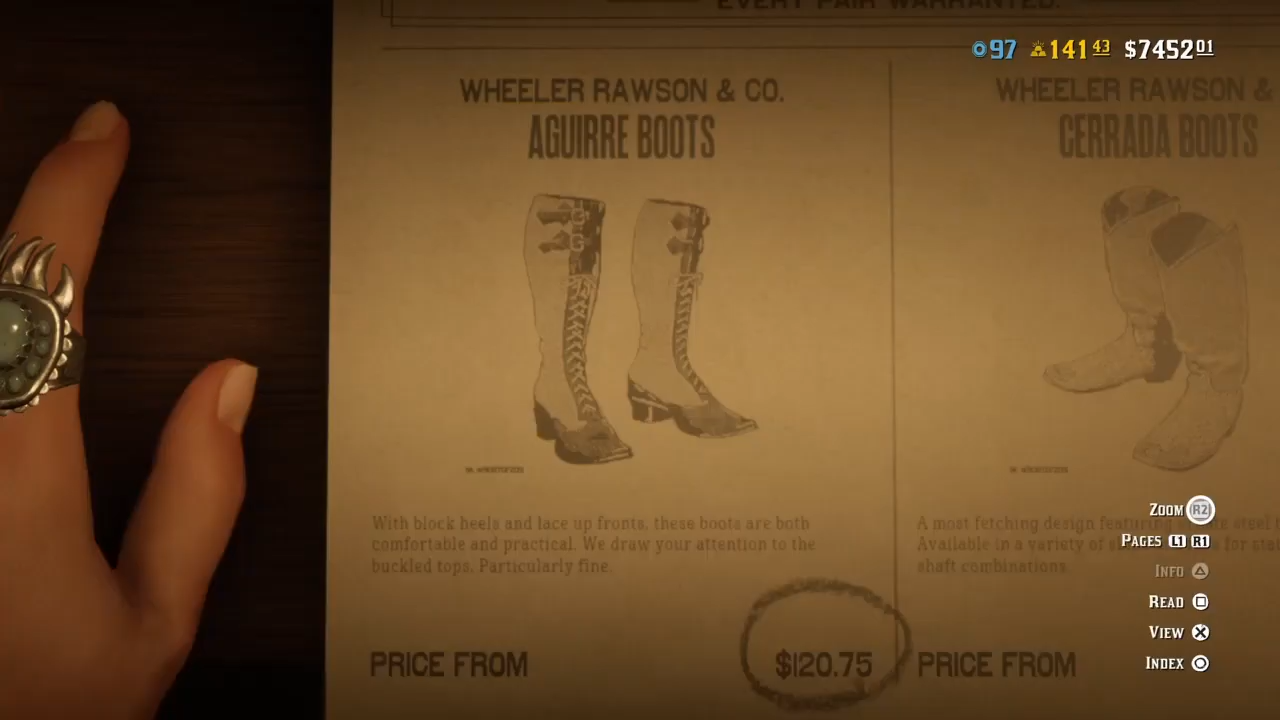 EVERY PAIR WARRANTED.
97 141 43 $7452 01
WHEELER RAWSON & CO.
AGUIRRE BOOTS
With block heels and lace up fronts, these boots are both
comfortable and practical. We draw your attention to the
buckled tops. Particularly fine.
PRICE FROM $120.75
WHEELER RAWSON &
CERRADA BOOTS
A most fetching design featuring
Available in a variety of for
shaft combinations.
PRICE FROM
ZOOM R2
PAGES L1 R1
INFO
READ
VIEW
INDEX